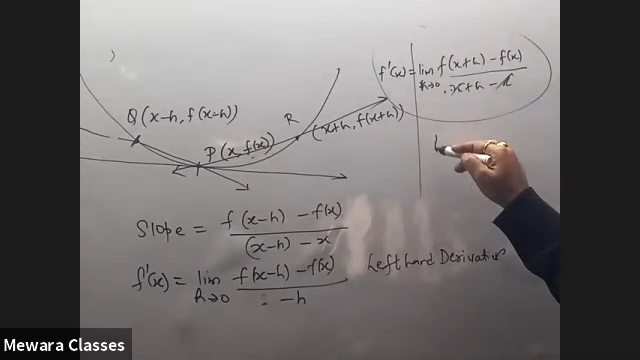 f'(x) = lim f(x+h) - f(x)
h→0 x+h - x
Q (x-h, f(x-h))
R
(x+h, f(x+h))
P (x, f(x))
Slope = f(x-h) - f(x)
(x-h) - x
f'(x) = lim f(x-h) - f(x) Left hand Derivative
h→0 -h
Mewara Classes